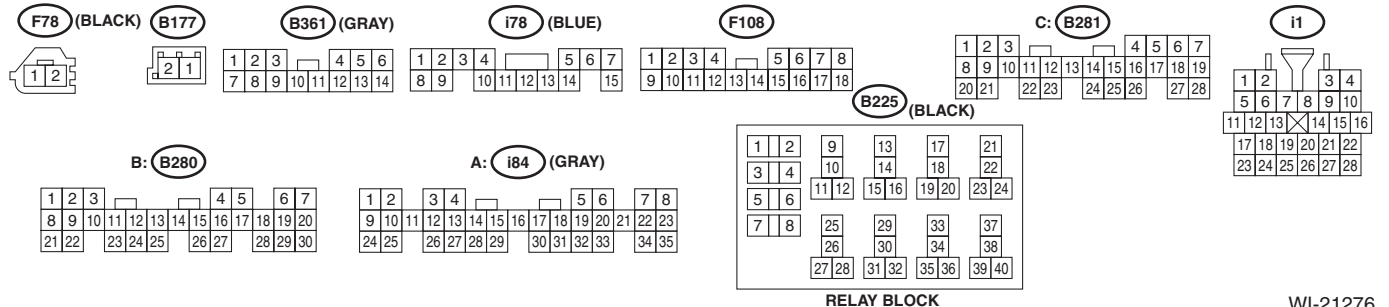 F78 (BLACK) B177 B361 (GRAY) i78 (BLUE) F108 C: B281 i1
1 2
2 1
1 2 3 4 5 6
7 8 9 10 11 12 13 14
1 2 3 4 5 6 7
8 9 10 11 12 13 14 15
1 2 3 4 5 6 7 8
9 10 11 12 13 14 15 16 17 18
1 2 3 4 5 6 7
8 9 10 11 12 13 14 15 16 17 18 19
20 21 22 23 24 25 26 27 28
1 2 3 4
5 6 7 8 9 10
11 12 13 14 15 16
17 18 19 20 21 22
23 24 25 26 27 28
B: B280
1 2 3 4 5 6 7
8 9 10 11 12 13 14 15 16 17 18 19 20
21 22 23 24 25 26 27 28 29 30
A: i84 (GRAY)
1 2 3 4 5 6 7 8
9 10 11 12 13 14 15 16 17 18 19 20 21 22 23
24 25 26 27 28 29 30 31 32 33 34 35
B225 (BLACK)
1 2
3 4
5 6
7 8
9 13 17 21
10 14 18 22
11 12 15 16 19 20 23 24
25 29 33 37
26 30 34 38
27 28 31 32 35 36 39 40
RELAY BLOCK
WI-21276